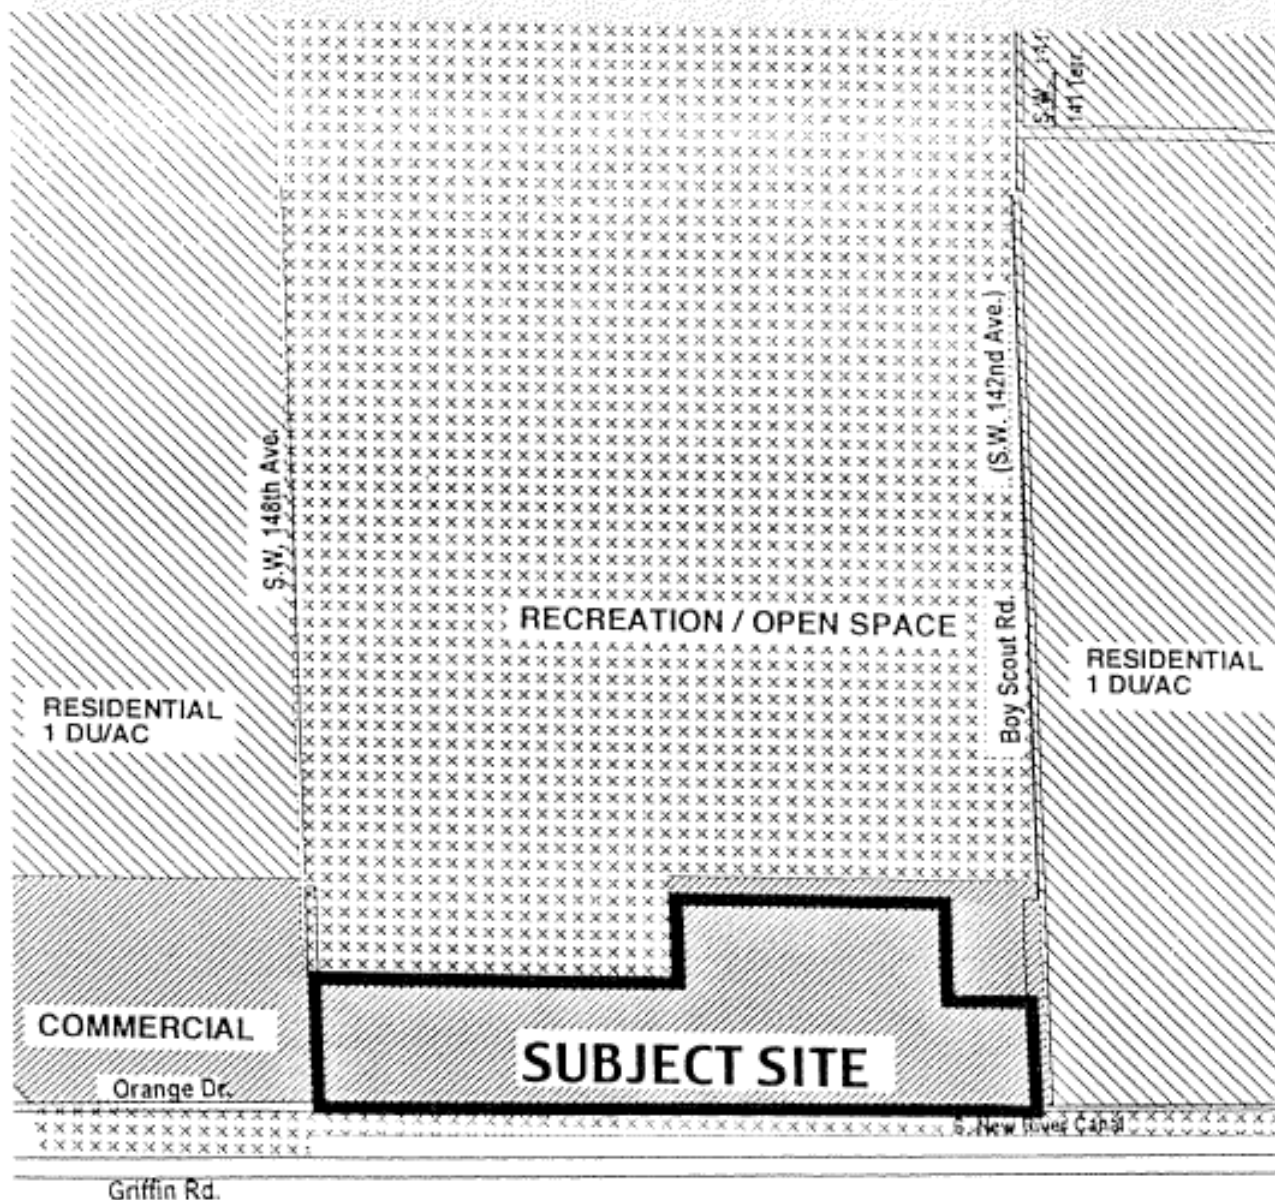 S.W.
141 Terr.
(S.W. 142nd Ave.)
S.W. 148th Ave.
RECREATION / OPEN SPACE
Boy Scout Rd.
RESIDENTIAL
1 DU/AC
RESIDENTIAL
1 DU/AC
COMMERCIAL
SUBJECT SITE
Orange Dr.
S. New River Canal
Griffin Rd.